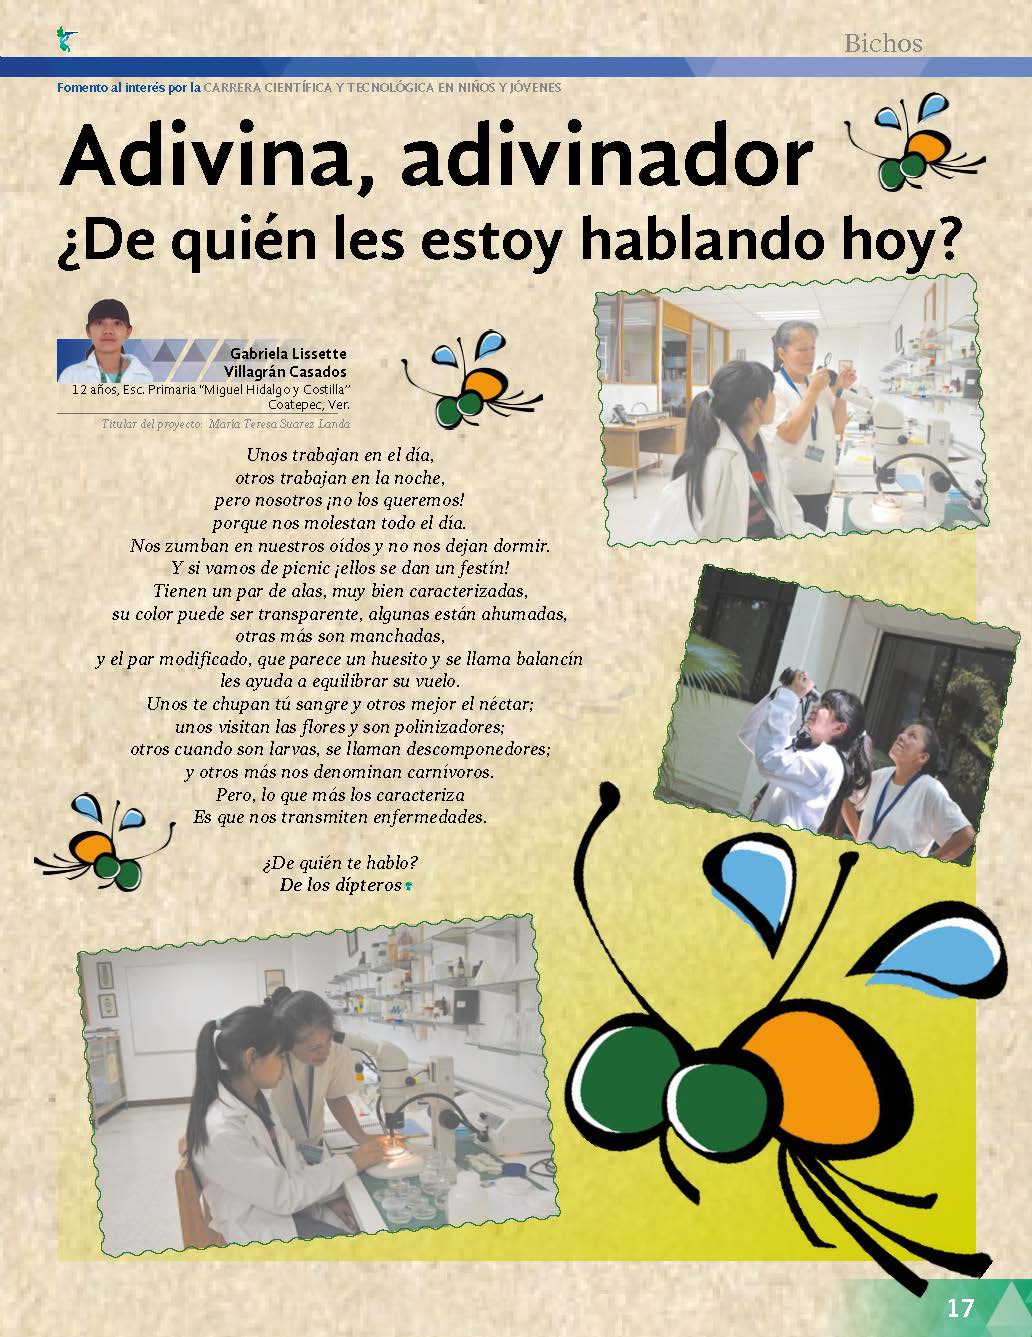 Bichos
Fomento al interés por la CARRERA CIENTÍFICA Y TECNOLÓGICA EN NIÑOS Y JÓVENES
Adivina, adivinador
¿De quién les estoy hablando hoy?
Gabriela Lissette
Villagrán Casados
12 años, Esc. Primaria “Miguel Hidalgo y Costilla”
Coatepec, Ver.
Titular del proyecto: María Teresa Suarez Landa
Unos trabajan en el día,
otros trabajan en la noche,
pero nosotros ¡no los queremos!
porque nos molestan todo el día.
Nos zumban en nuestros oídos y no nos dejan dormir.
Y si vamos de picnic ¡ellos se dan un festín!
Tienen un par de alas, muy bien caracterizadas,
su color puede ser transparente, algunas están ahumadas,
otras más son manchadas,
y el par modificado, que parece un huesito y se llama balancín
les ayuda a equilibrar su vuelo.
Unos te chupan tú sangre y otros mejor el néctar;
unos visitan las flores y son polinizadores;
otros cuando son larvas, se llaman descomponedores;
y otros más nos denominan carnívoros.
Pero, lo que más los caracteriza
Es que nos transmiten enfermedades.
¿De quién te hablo?
De los dípteros
17